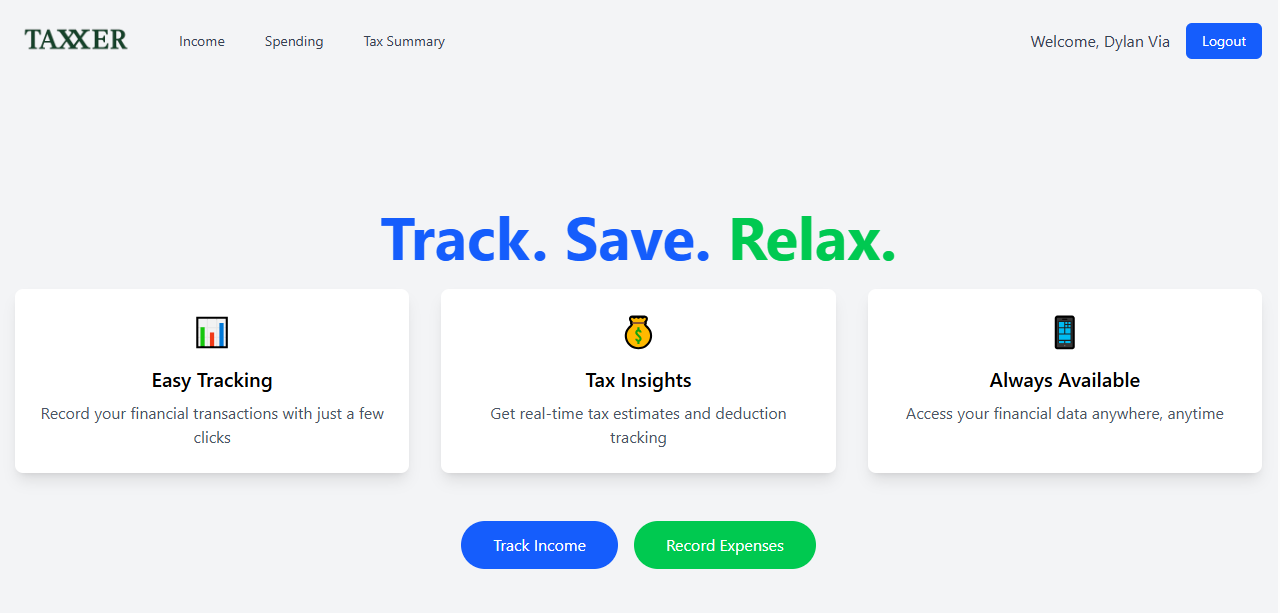 TAXXER Income Spending Tax Summary Welcome, Dylan Via Logout
Track. Save. Relax.
Easy Tracking
Record your financial transactions with just a few
clicks
Tax Insights
Get real-time tax estimates and deduction
tracking
Always Available
Access your financial data anywhere, anytime
Track Income Record Expenses